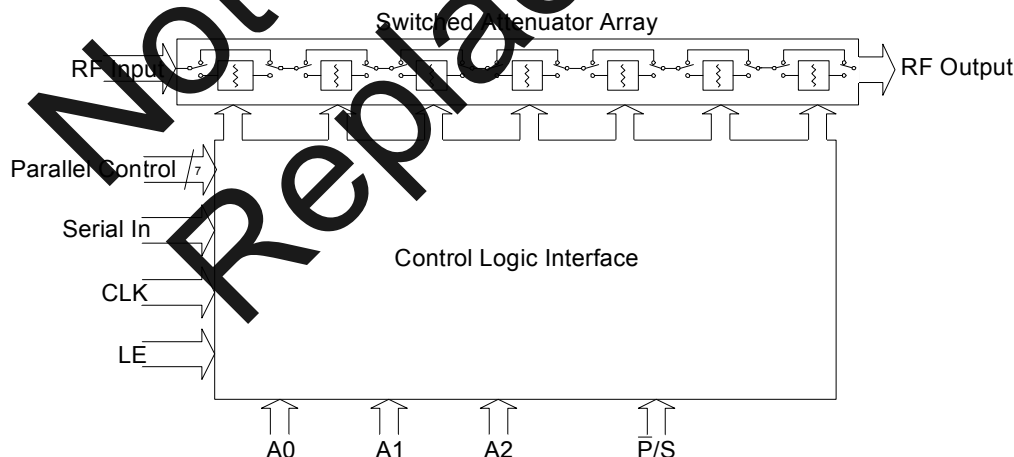 Switched Attenuator Array
RF Input
RF Output
Parallel Control
7
Serial In
Control Logic Interface
CLK
LE
A0
A1
A2
P̅/S
Not